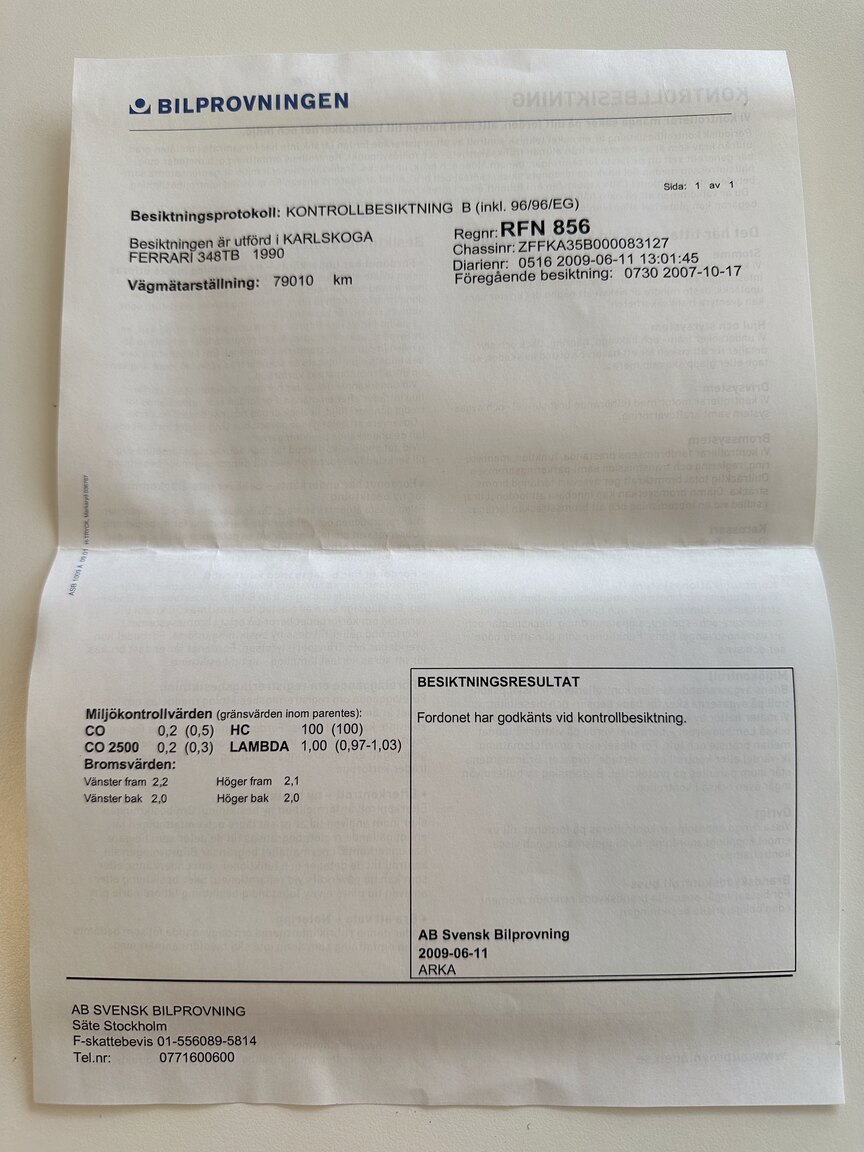 BILPROVNINGEN
Sida: 1 av 1
Besiktningsprotokoll: KONTROLLBESIKTNING B (inkl. 96/96/EG)
Besiktningen är utförd i KARLSKOGA
FERRARI 348TB 1990
Vägmätarställning: 79010 km
Regnr: RFN 856
Chassinr: ZFFKA35B000083127
Diarienr: 0516 2009-06-11 13:01:45
Föregående besiktning: 0730 2007-10-17
Miljökontrollvärden (gränsvärden inom parentes):
CO 0,2 (0,5) HC 100 (100)
CO 2500 0,2 (0,3) LAMBDA 1,00 (0,97-1,03)
Bromsvärden:
Vänster fram 2,2 Höger fram 2,1
Vänster bak 2,0 Höger bak 2,0
BESIKTNINGSRESULTAT
Fordonet har godkänts vid kontrollbesiktning.
AB Svensk Bilprovning
2009-06-11
ARKA
AB SVENSK BILPROVNING
Säte Stockholm
F-skattebevis 01-556089-5814
Tel.nr: 0771600600